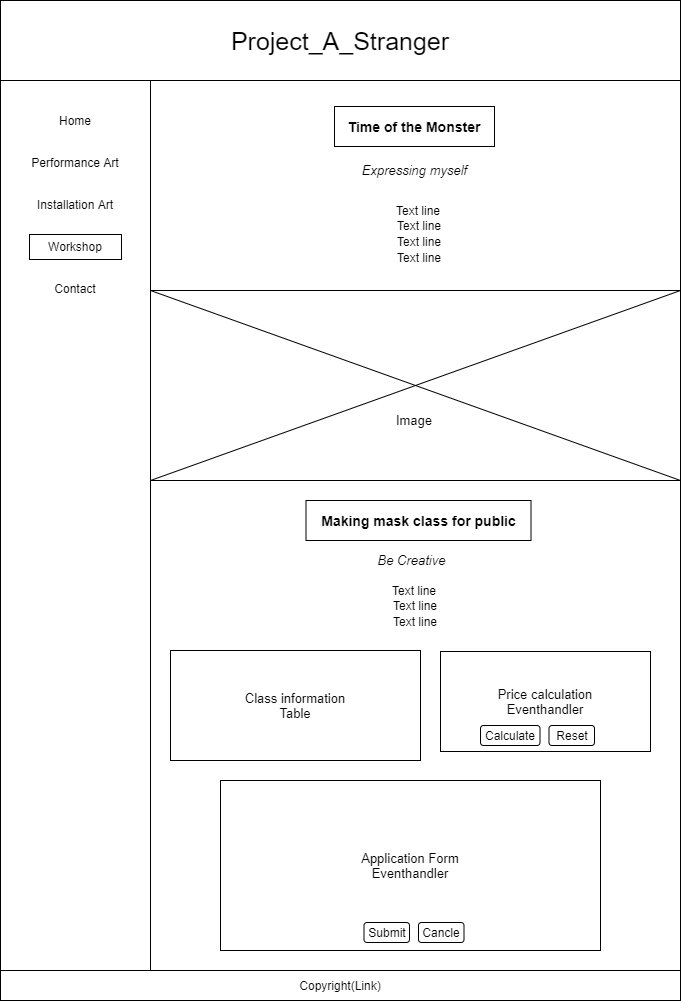 Project_A_Stranger
Home
Performance Art
Installation Art
Workshop
Contact
Time of the Monster
Expressing myself
Text line
Text line
Text line
Text line
Image
Making mask class for public
Be Creative
Text line
Text line
Text line
Class information
Table
Price calculation
Eventhandler
Calculate
Reset
Application Form
Eventhandler
Submit
Cancle
Copyright(Link)